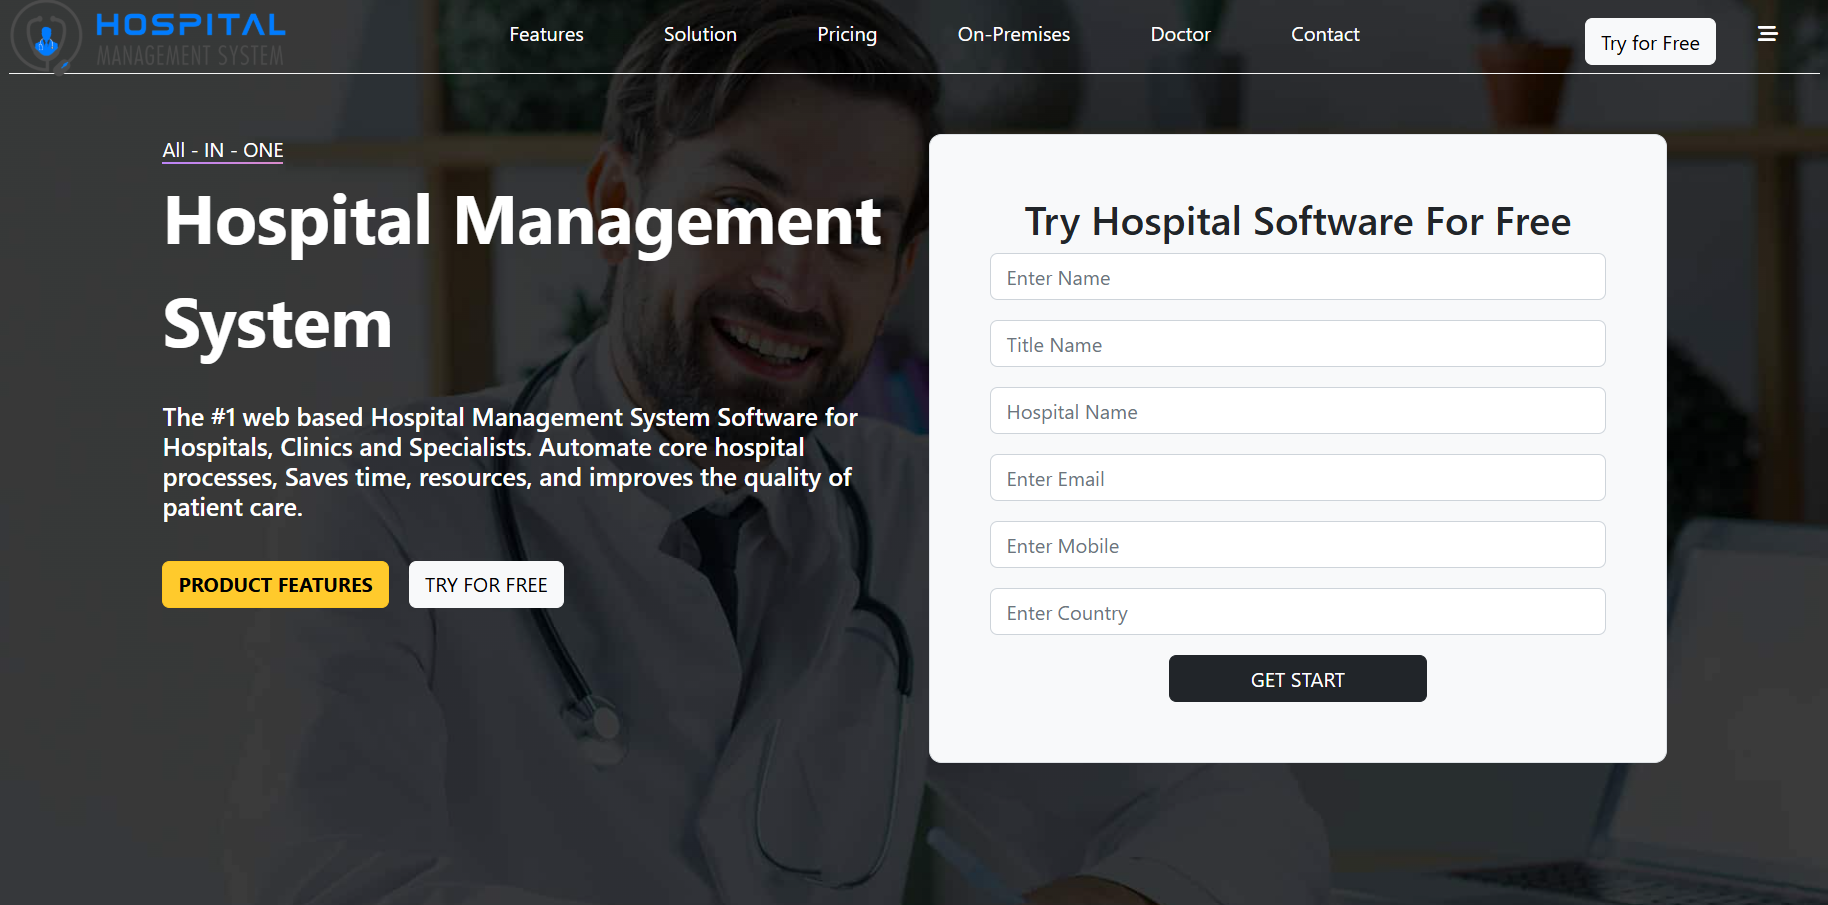 HOSPITAL
MANAGEMENT SYSTEM
Features
Solution
Pricing
On-Premises
Doctor
Contact
Try for Free
All - IN - ONE
Hospital Management
System
The #1 web based Hospital Management System Software for
Hospitals, Clinics and Specialists. Automate core hospital
processes, Saves time, resources, and improves the quality of
patient care.
PRODUCT FEATURES
TRY FOR FREE
Try Hospital Software For Free
Enter Name
Title Name
Hospital Name
Enter Email
Enter Mobile
Enter Country
GET START